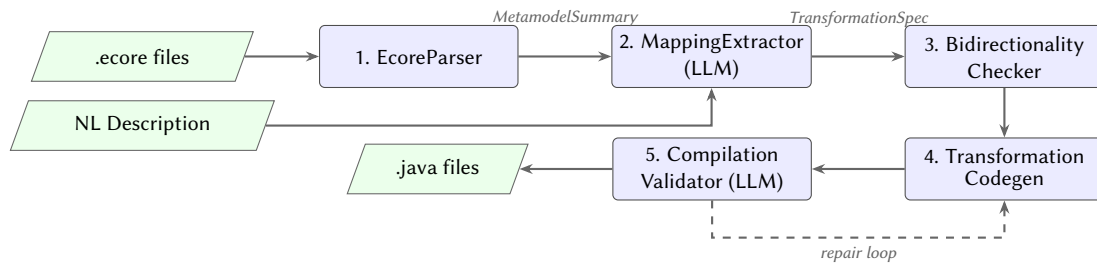 MetamodelSummary
TransformationSpec
.ecore files
1. EcoreParser
2. MappingExtractor
(LLM)
3. Bidirectionality
Checker
NL Description
.java files
5. Compilation
Validator (LLM)
4. Transformation
Codegen
repair loop